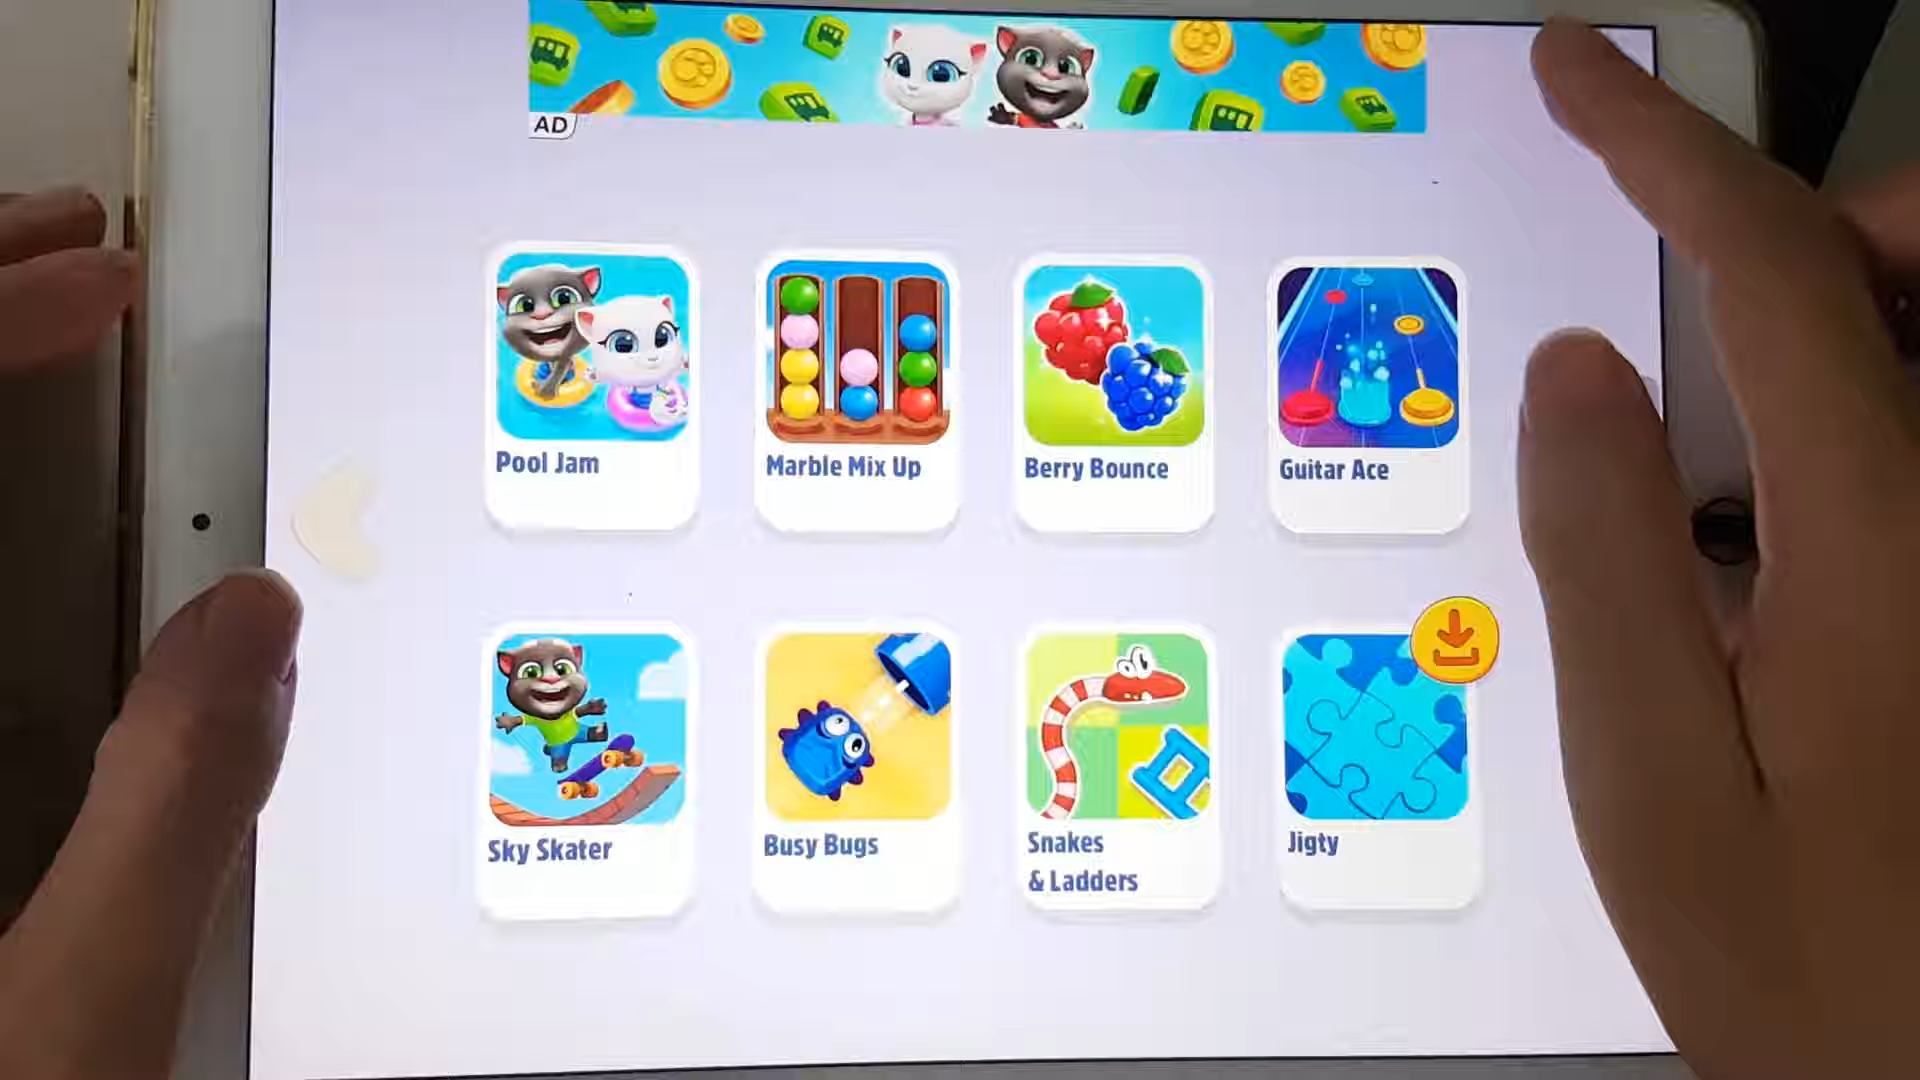 AD
Pool Jam
Marble Mix Up
Berry Bounce
Guitar Ace
Sky Skater
Busy Bugs
Snakes
& Ladders
Jigty